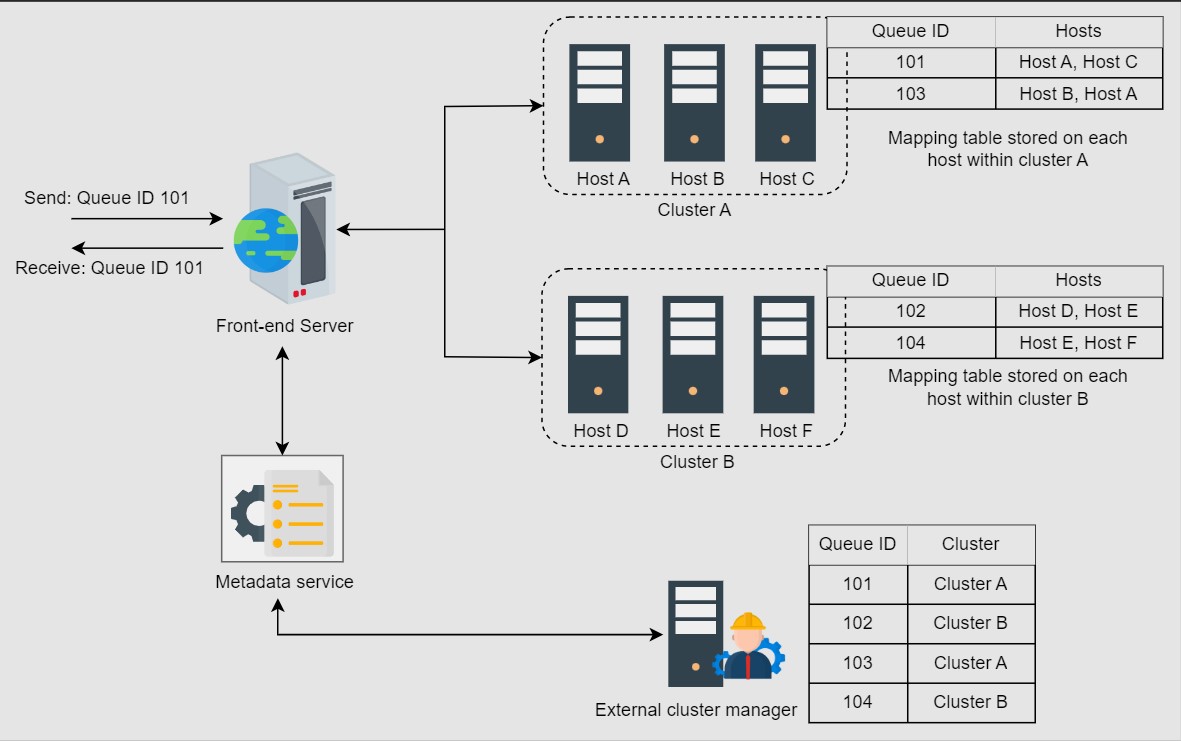 Send: Queue ID 101
Receive: Queue ID 101
Front-end Server
Metadada service
Host A
Host B
Host C
Cluster A
Queue ID
Hosts
101
Host A, Host C
103
Host B, Host A
Mapping table stored on each
host within cluster A
Host D
Host E
Host F
Cluster B
Queue ID
Hosts
102
Host D, Host E
104
Host E, Host F
Mapping table stored on each
host within cluster B
External cluster manager
Queue ID
Cluster
101
Cluster A
102
Cluster B
103
Cluster A
104
Cluster B